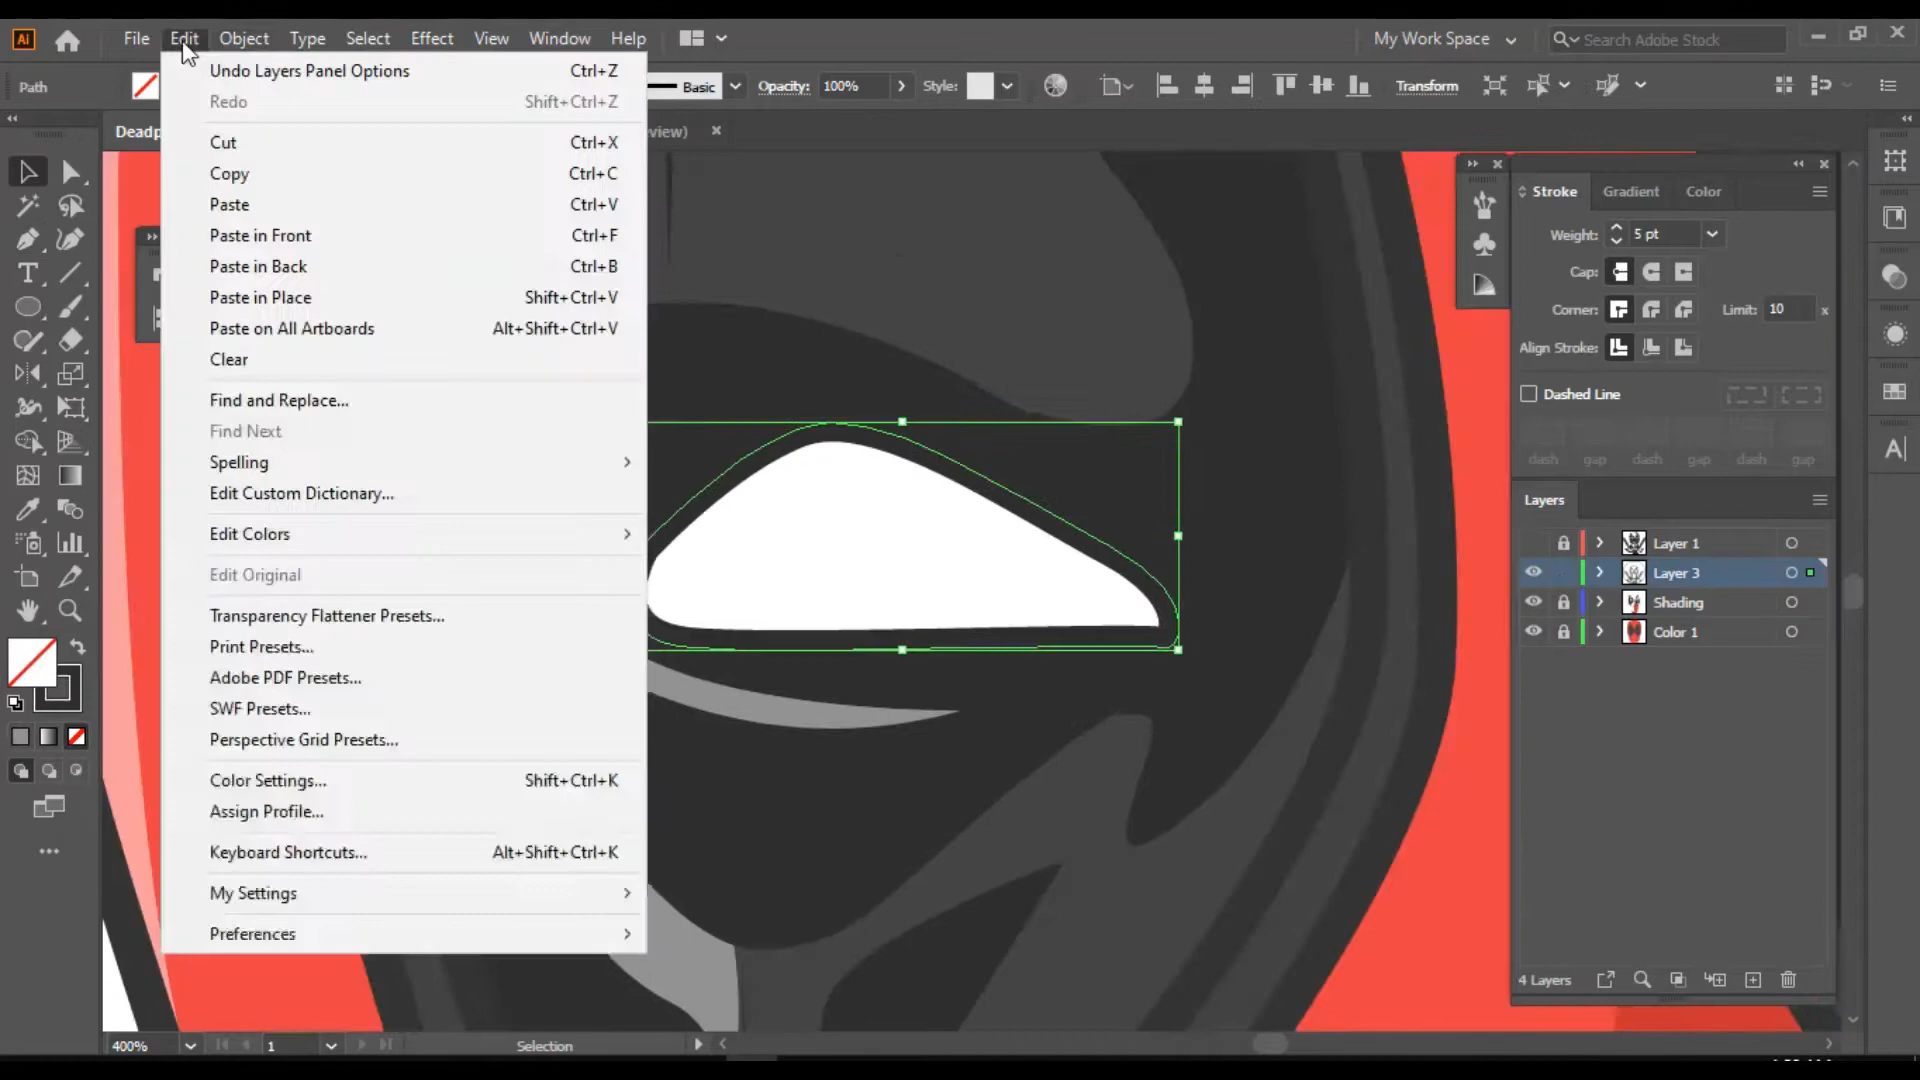 Ai File Edit Object Type Select Effect View Window Help My Work Space Search Adobe Stock
Path Basic Opacity: 100% Style: Transform
Deadp view)
Undo Layers Panel Options Ctrl+Z
Redo Shift+Ctrl+Z
Cut Ctrl+X
Copy Ctrl+C
Paste Ctrl+V
Paste in Front Ctrl+F
Paste in Back Ctrl+B
Paste in Place Shift+Ctrl+V
Paste on All Artboards Alt+Shift+Ctrl+V
Clear
Find and Replace...
Find Next
Spelling
Edit Custom Dictionary...
Edit Colors
Edit Original
Transparency Flattener Presets...
Print Presets...
Adobe PDF Presets...
SWF Presets...
Perspective Grid Presets...
Color Settings... Shift+Ctrl+K
Assign Profile...
Keyboard Shortcuts... Alt+Shift+Ctrl+K
My Settings
Preferences
Stroke Gradient Color
Weight: 5 pt
Cap:
Corner: Limit: 10 x
Align Stroke:
Dashed Line
dash gap dash gap dash gap
Layers
Layer 1
Layer 3
Shading
Color 1
4 Layers
400% 1 Selection